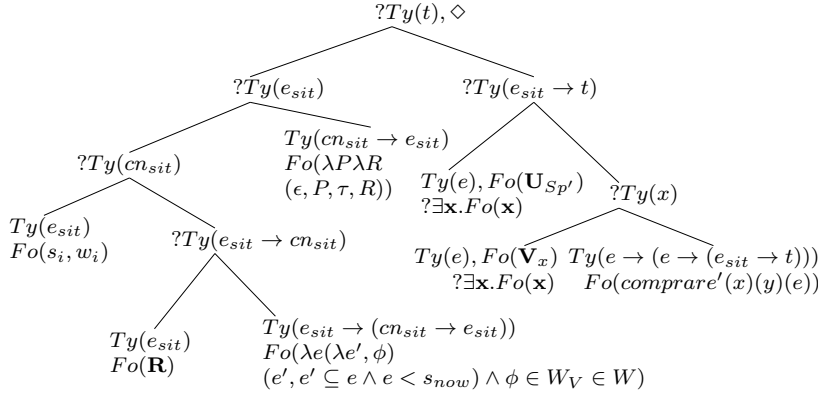 ?Ty(t), ◇
?Ty(e_sit)
?Ty(e_sit → t)
?Ty(cn_sit)
Ty(cn_sit → e_sit)
Fo(λPλR
(ϵ, P, τ, R))
Ty(e), Fo(U_Sp′)
?∃x.Fo(x)
?Ty(x)
Ty(e_sit)
Fo(s_i, w_i)
?Ty(e_sit → cn_sit)
Ty(e), Fo(V_x)
?∃x.Fo(x)
Ty(e → (e → (e_sit → t)))
Fo(comprare′(x)(y)(e))
Ty(e_sit)
Fo(R)
Ty(e_sit → (cn_sit → e_sit))
Fo(λe(λe′, ϕ)
(e′, e′ ⊆ e ∧ e < s_now) ∧ ϕ ∈ W_V ∈ W)